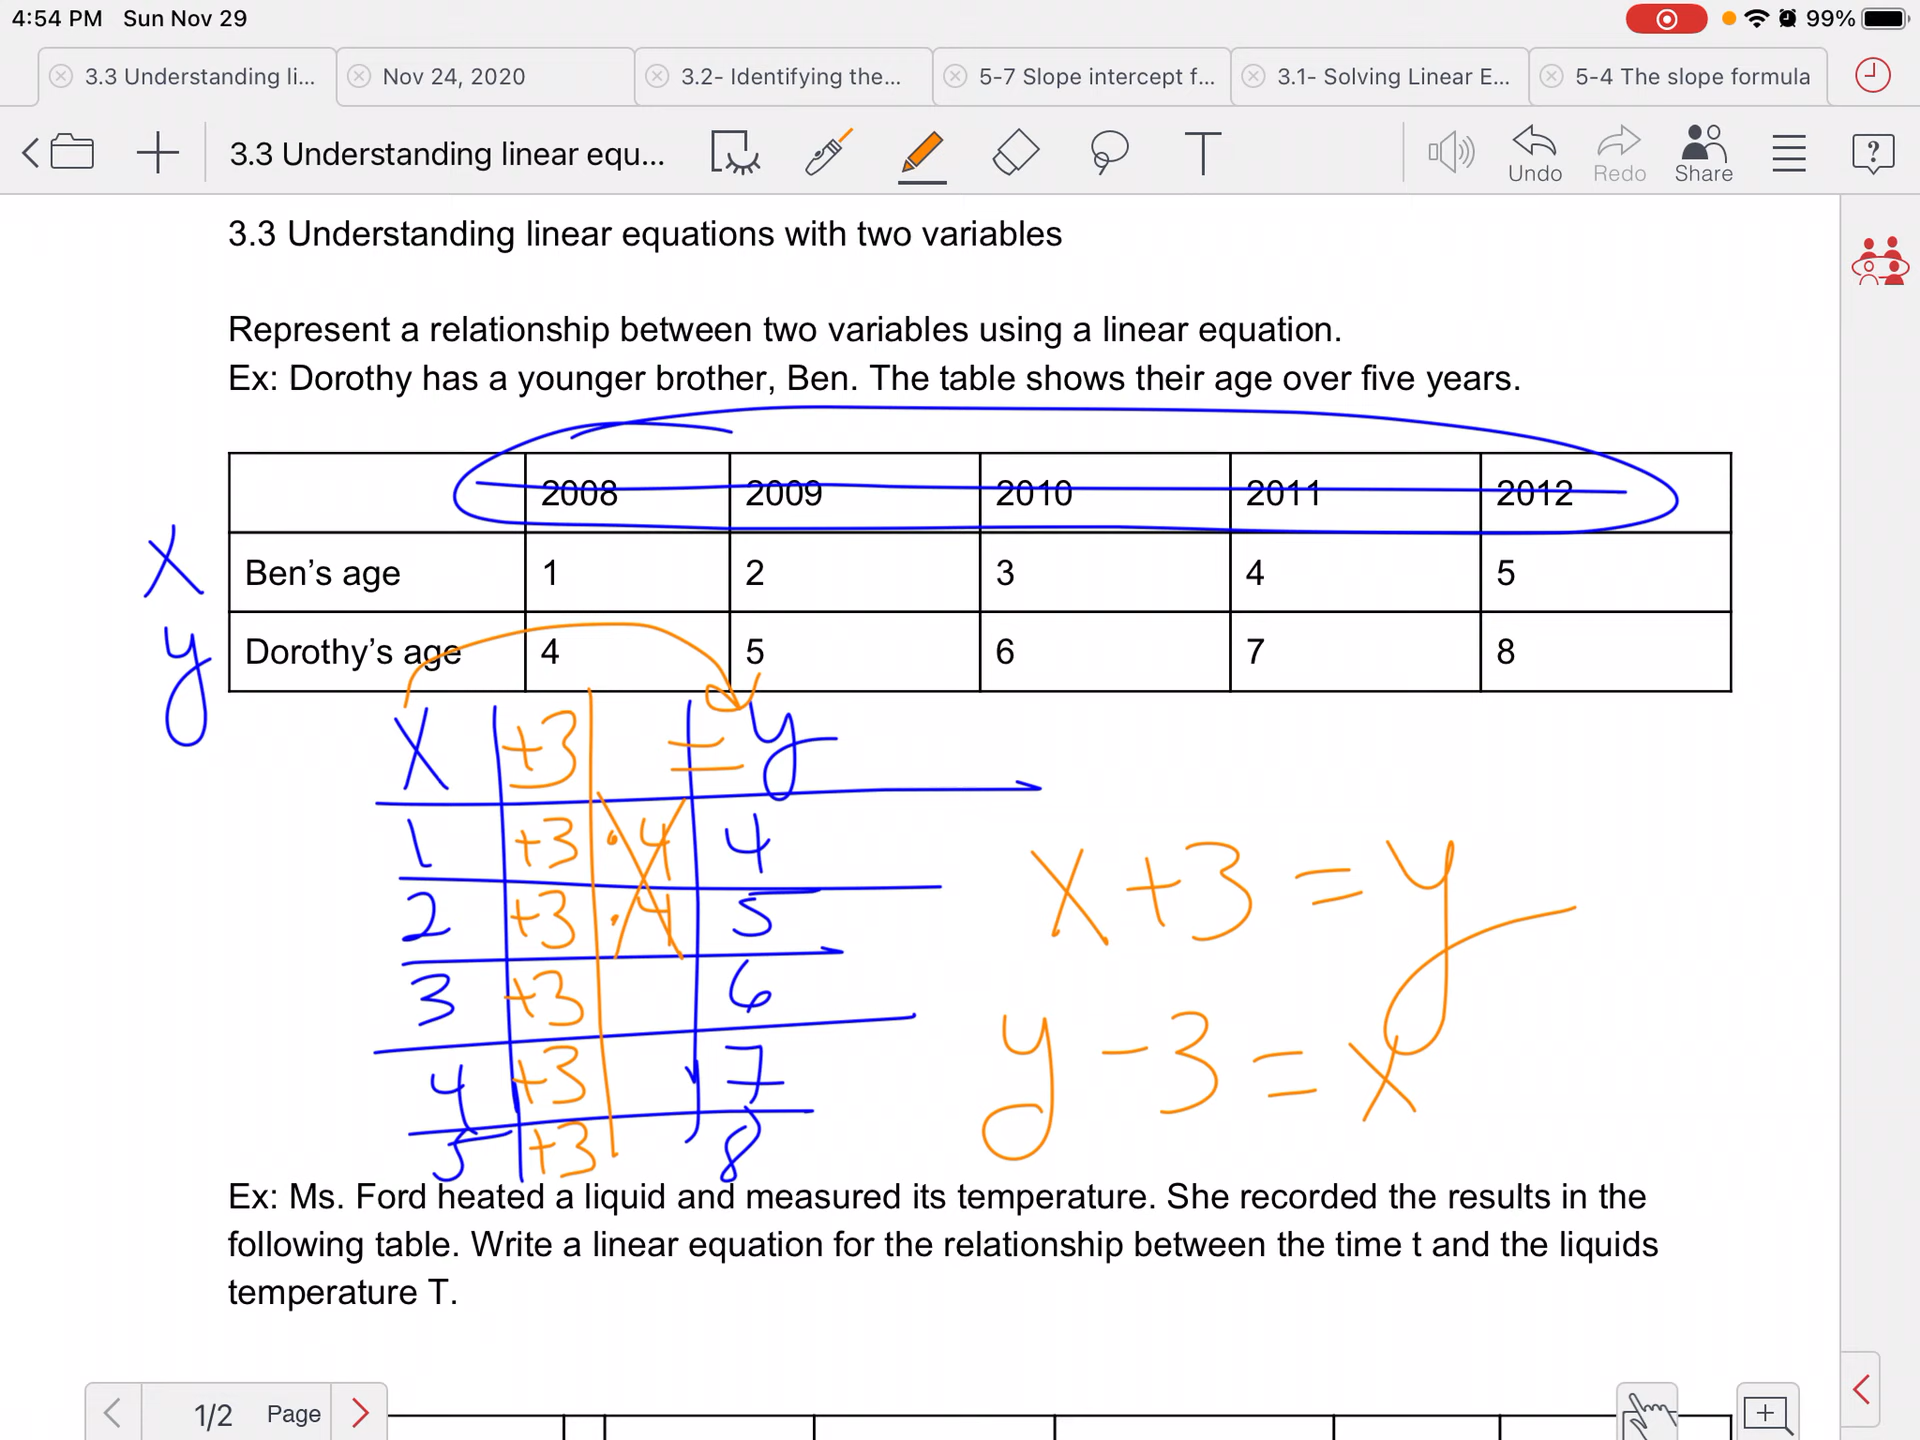 4:54 PM Sun Nov 29 99%
3.3 Understanding li... Nov 24, 2020 3.2- Identifying the... 5-7 Slope intercept f... 3.1- Solving Linear E... 5-4 The slope formula
3.3 Understanding linear equ... T Undo Redo Share ?
3.3 Understanding linear equations with two variables
Represent a relationship between two variables using a linear equation.
Ex: Dorothy has a younger brother, Ben. The table shows their age over five years.
2008 2009 2010 2011 2012
x Ben's age 1 2 3 4 5
y Dorothy's age 4 5 6 7 8
x +3 = y
1 +3 ·4 4
2 +3 ·4 5
3 +3 6
4 +3 7
5 +3 8
x + 3 = y
y - 3 = x
Ex: Ms. Ford heated a liquid and measured its temperature. She recorded the results in the
following table. Write a linear equation for the relationship between the time t and the liquids
temperature T.
1/2 Page